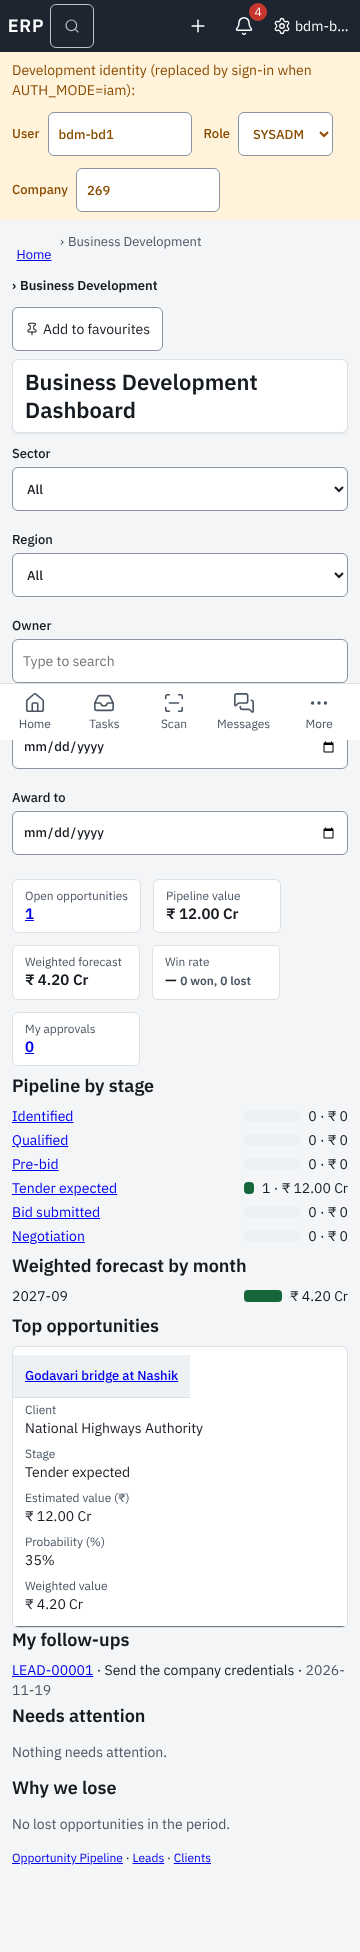 ERP
4
bdm-b...
Development identity (replaced by sign-in when
AUTH_MODE=iam):
User
bdm-bd1
Role
SYSADM
Company
269
Home
› Business Development
› Business Development
Add to favourites
Business Development
Dashboard
Sector
All
Region
All
Owner
Type to search
Home
Tasks
Scan
Messages
More
mm/dd/yyyy
Award to
mm/dd/yyyy
Open opportunities
1
Pipeline value
₹ 12.00 Cr
Weighted forecast
₹ 4.20 Cr
Win rate
— 0 won, 0 lost
My approvals
0
Pipeline by stage
Identified 0 · ₹ 0
Qualified 0 · ₹ 0
Pre-bid 0 · ₹ 0
Tender expected 1 · ₹ 12.00 Cr
Bid submitted 0 · ₹ 0
Negotiation 0 · ₹ 0
Weighted forecast by month
2027-09 ₹ 4.20 Cr
Top opportunities
Godavari bridge at Nashik
Client
National Highways Authority
Stage
Tender expected
Estimated value (₹)
₹ 12.00 Cr
Probability (%)
35%
Weighted value
₹ 4.20 Cr
My follow-ups
LEAD-00001 · Send the company credentials · 2026-
11-19
Needs attention
Nothing needs attention.
Why we lose
No lost opportunities in the period.
Opportunity Pipeline · Leads · Clients